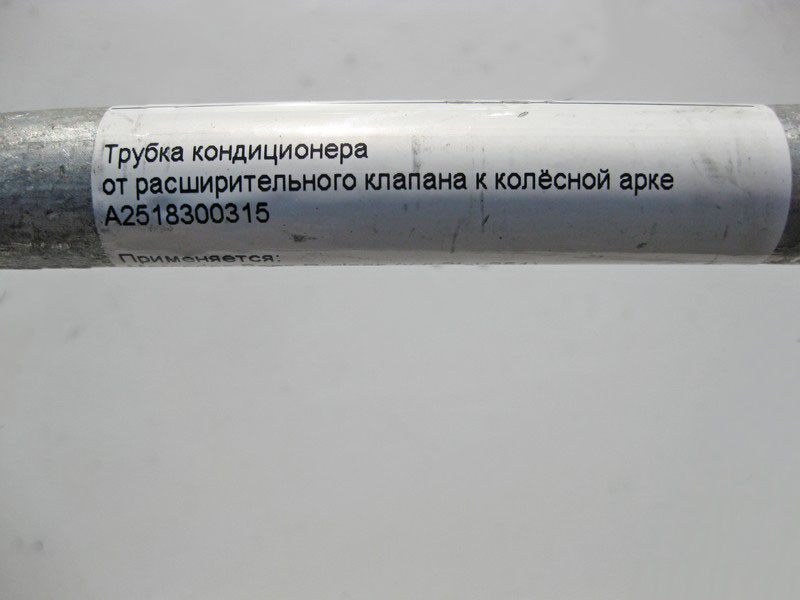 Трубка кондиционера
от расширительного клапана к колёсной арке
A2518300315
Применяется: